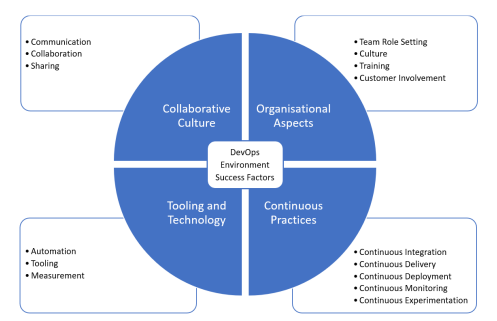 • Communication
• Collaboration
• Sharing
• Team Role Setting
• Culture
• Training
• Customer Involvement
Collaborative
Culture
Organisational
Aspects
DevOps
Environment
Success Factors
Tooling and
Technology
Continuous
Practices
• Automation
• Tooling
• Measurement
• Continuous Integration
• Continuous Delivery
• Continuous Deployment
• Continuous Monitoring
• Continuous Experimentation